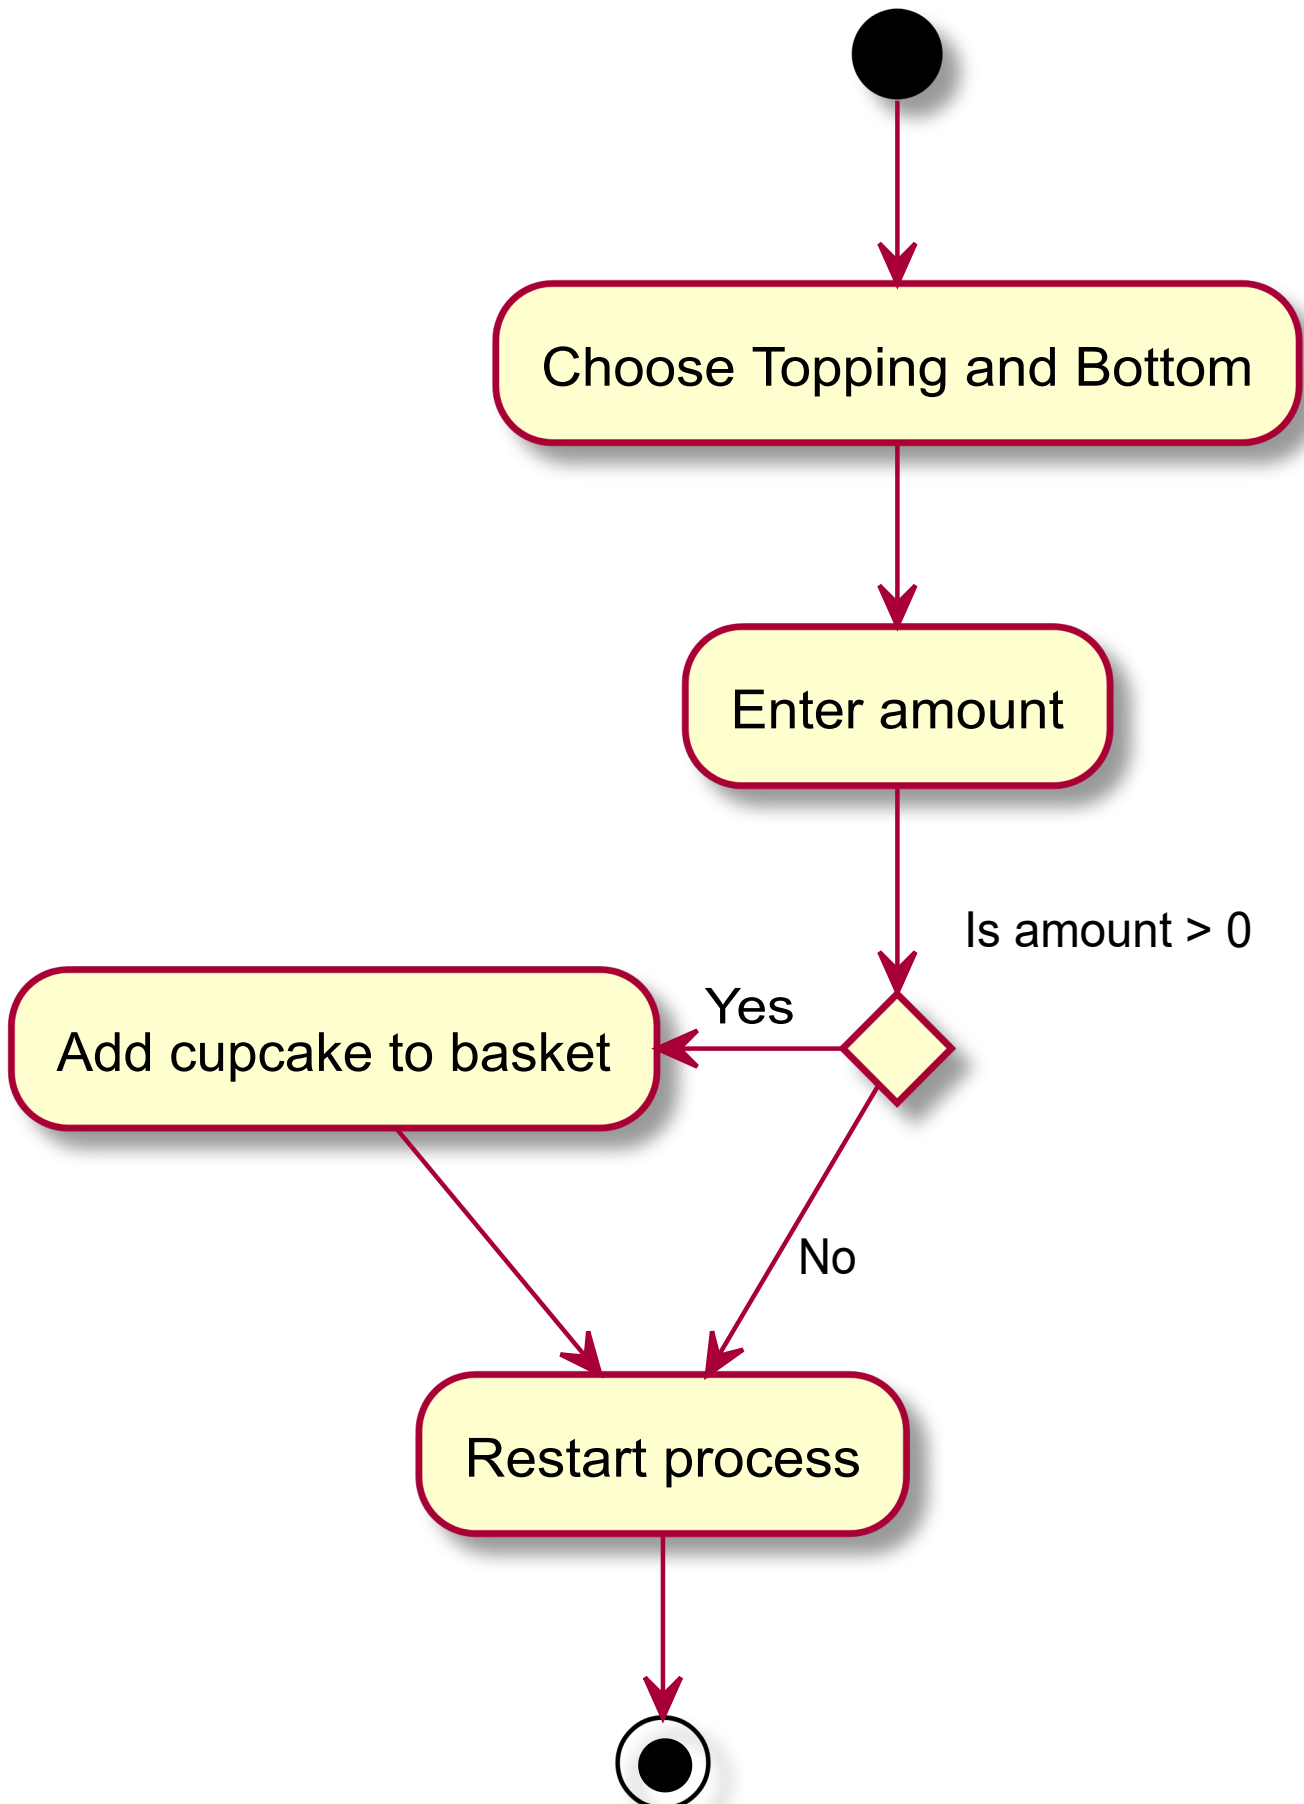 Choose Topping and Bottom
Enter amount
Is amount > 0
Yes
Add cupcake to basket
No
Restart process